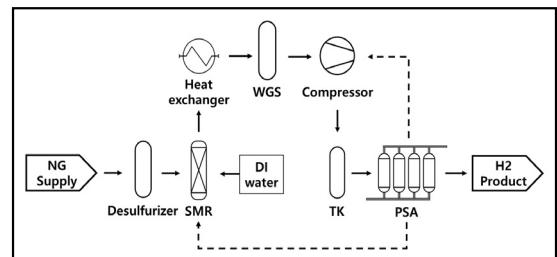 Heat
exchanger
WGS
Compressor
NG
Supply
Desulfurizer
SMR
DI
water
TK
PSA
H2
Product